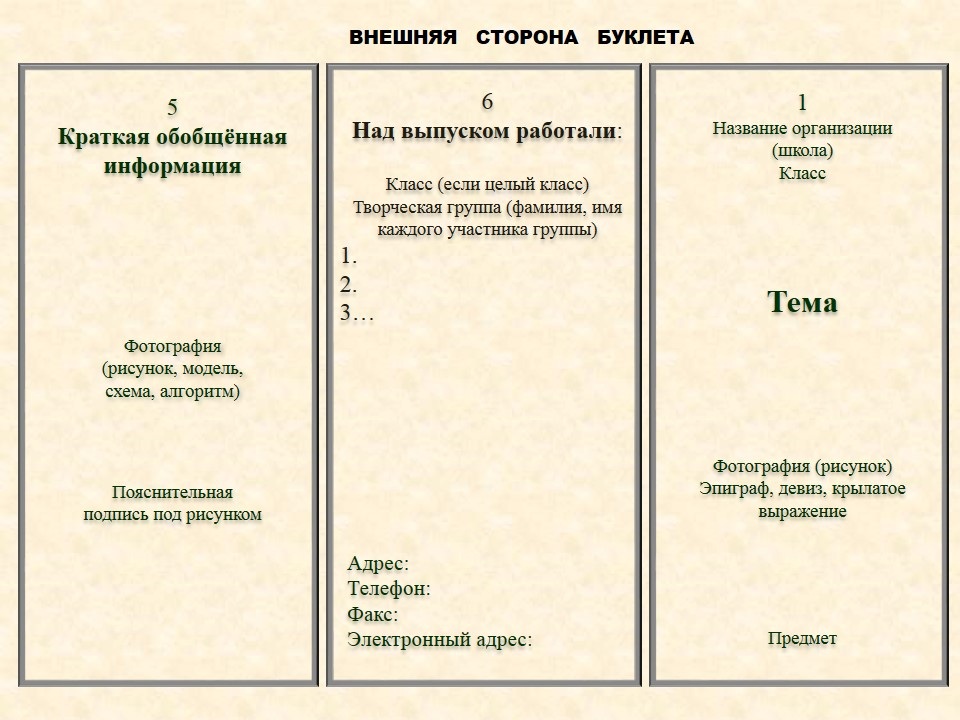 ВНЕШНЯЯ СТОРОНА БУКЛЕТА
5
Краткая обобщённая
информация
Фотография
(рисунок, модель,
схема, алгоритм)
Пояснительная
подпись под рисунком
6
Над выпуском работали:
Класс (если целый класс)
Творческая группа (фамилия, имя
каждого участника группы)
1.
2.
3…
Адрес:
Телефон:
Факс:
Электронный адрес:
1
Название организации
(школа)
Класс
Тема
Фотография (рисунок)
Эпиграф, девиз, крылатое
выражение
Предмет